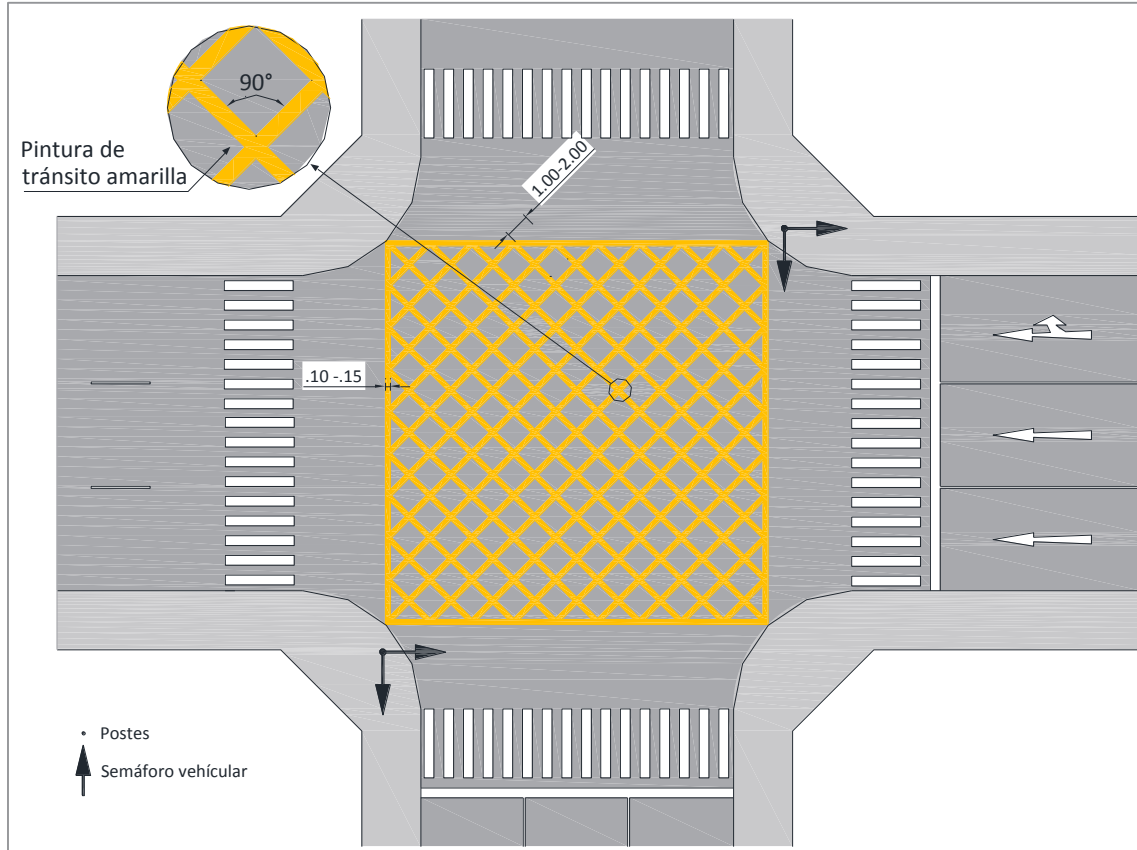 90°
Pintura de
tránsito amarilla
1.00-2.00
.10 -.15
Postes
Semáforo vehícular